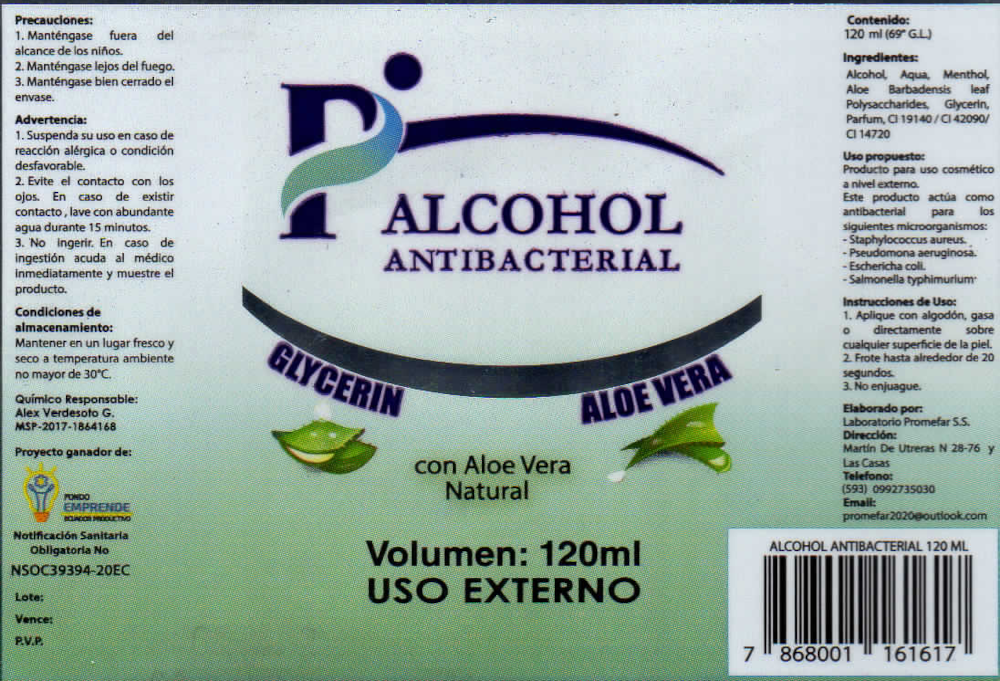 Precauciones:
1. Manténgase fuera del
alcance de los niños.
2. Manténgase lejos del fuego.
3. Manténgase bien cerrado el
envase.
Advertencia:
1. Suspenda su uso en caso de
reacción alérgica o condición
desfavorable.
2. Evite el contacto con los
ojos. En caso de existir
contacto, lave con abundante
agua durante 15 minutos.
3. No ingerir. En caso de
ingestión acuda al médico
inmediatamente y muestre el
producto.
Condiciones de
almacenamiento:
Mantener en un lugar fresco y
seco a temperatura ambiente
no mayor de 30°C.
Químico Responsable:
Alex Verdesoto G.
MSP-2017-1864168
Proyecto ganador de:
FONDO
EMPRENDE
ECUADOR PRODUCTIVO
Notificación Sanitaria
Obligatoria No
NSOC39394-20EC
Lote:
Vence:
P.V.P.
P
ALCOHOL
ANTIBACTERIAL
GLYCERIN
ALOE VERA
con Aloe Vera
Natural
Volumen: 120ml
USO EXTERNO
Contenido:
120 ml (69° G.L.)
Ingredientes:
Alcohol, Aqua, Menthol,
Aloe Barbadensis leaf
Polysaccharides, Glycerin,
Parfum, CI 19140 / CI 42090/
CI 14720
Uso propuesto:
Producto para uso cosmético
a nivel externo.
Este producto actúa como
antibacterial para los
siguientes microorganismos:
- Staphylococcus aureus.
- Pseudomona aeruginosa.
- Eschericha coli.
- Salmonella typhimurium
Instrucciones de Uso:
1. Aplique con algodón, gasa
o directamente sobre
cualquier superficie de la piel.
2. Frote hasta alrededor de 20
segundos.
3. No enjuague.
Elaborado por:
Laboratorio Promefar S.S.
Dirección:
Martin De Utreras N 28-76 y
Las Casas
Telefono:
(593) 0992735030
Email:
promefar2020@outlook.com
ALCOHOL ANTIBACTERIAL 120 ML
7 868001 161617